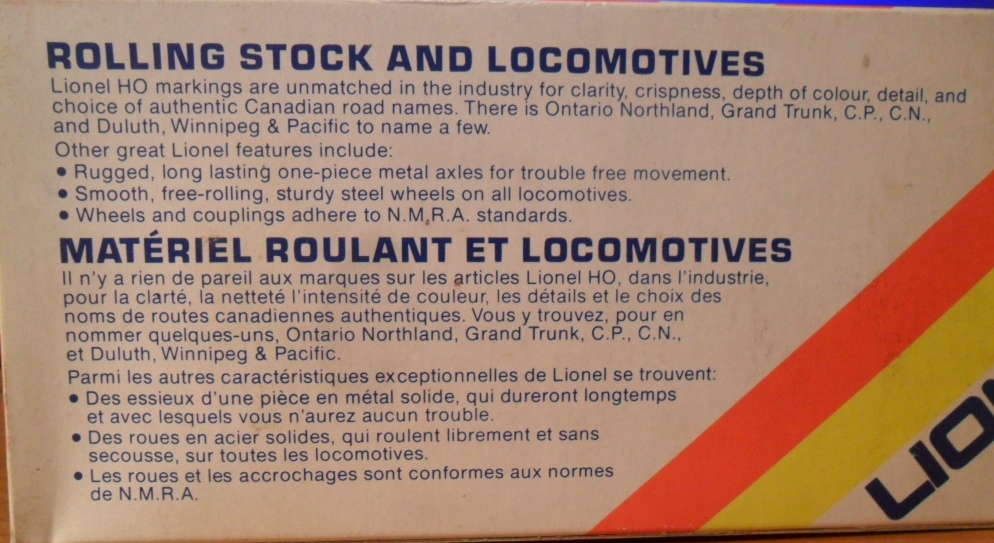 ROLLING STOCK AND LOCOMOTIVES
Lionel HO markings are unmatched in the industry for clarity, crispness, depth of colour, detail, and
choice of authentic Canadian road names. There is Ontario Northland, Grand Trunk, C.P., C.N.,
and Duluth, Winnipeg & Pacific to name a few.
Other great Lionel features include:
• Rugged, long lasting one-piece metal axles for trouble free movement.
• Smooth, free-rolling, sturdy steel wheels on all locomotives.
• Wheels and couplings adhere to N.M.R.A. standards.
MATÉRIEL ROULANT ET LOCOMOTIVES
Il n'y a rien de pareil aux marques sur les articles Lionel HO, dans l'industrie,
pour la clarté, la netteté l'intensité de couleur, les détails et le choix des
noms de routes canadiennes authentiques. Vous y trouvez, pour en
nommer quelques-uns, Ontario Northland, Grand Trunk, C.P., C.N.,
et Duluth, Winnipeg & Pacific.
Parmi les autres caractéristiques exceptionnelles de Lionel se trouvent:
• Des essieux d'une pièce en métal solide, qui dureront longtemps
et avec lesquels vous n'aurez aucun trouble.
• Des roues en acier solides, qui roulent librement et sans
secousse, sur toutes les locomotives.
• Les roues et les accrochages sont conformes aux normes
de N.M.R.A.
LIO